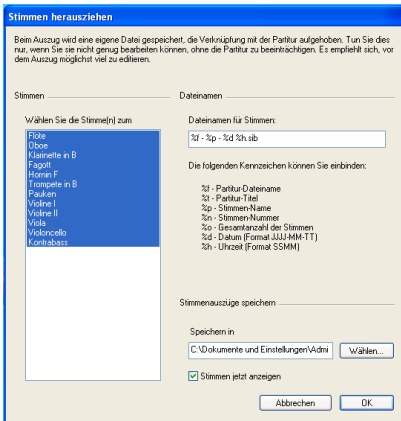 Stimmen herausziehen
Beim Auszug wird eine eigene Datei gespeichert, die Verknüpfung mit der Partitur aufgehoben. Tun Sie dies
nur, wenn Sie sie nicht genug bearbeiten können, ohne die Partitur zu beeinträchtigen. Es empfiehlt sich, vor
dem Auszug möglichst viel zu editieren.
Stimmen
Wählen Sie die Stimme(n) zum
Flöte
Oboe
Klarinette in B
Fagott
Hornin F
Trompete in B
Pauken
Violine I
Violine II
Viola
Violoncello
Kontrabass
Dateinamen
Dateinamen für Stimmen:
%f - %p - %d %h.sib
Die folgenden Kennzeichen können Sie einbinden:
%f - Partitur-Dateiname
%t - Partitur-Titel
%p - Stimmen-Name
%n - Stimmen-Nummer
%o - Gesamtanzahl der Stimmen
%d - Datum (Format JJJJ-MM-TT)
%h - Uhrzeit (Format SSMM)
Stimmenauszüge speichern
Speichern in
C:\Dokumente und Einstellungen\Admi
Wählen...
Stimmen jetzt anzeigen
Abbrechen
OK